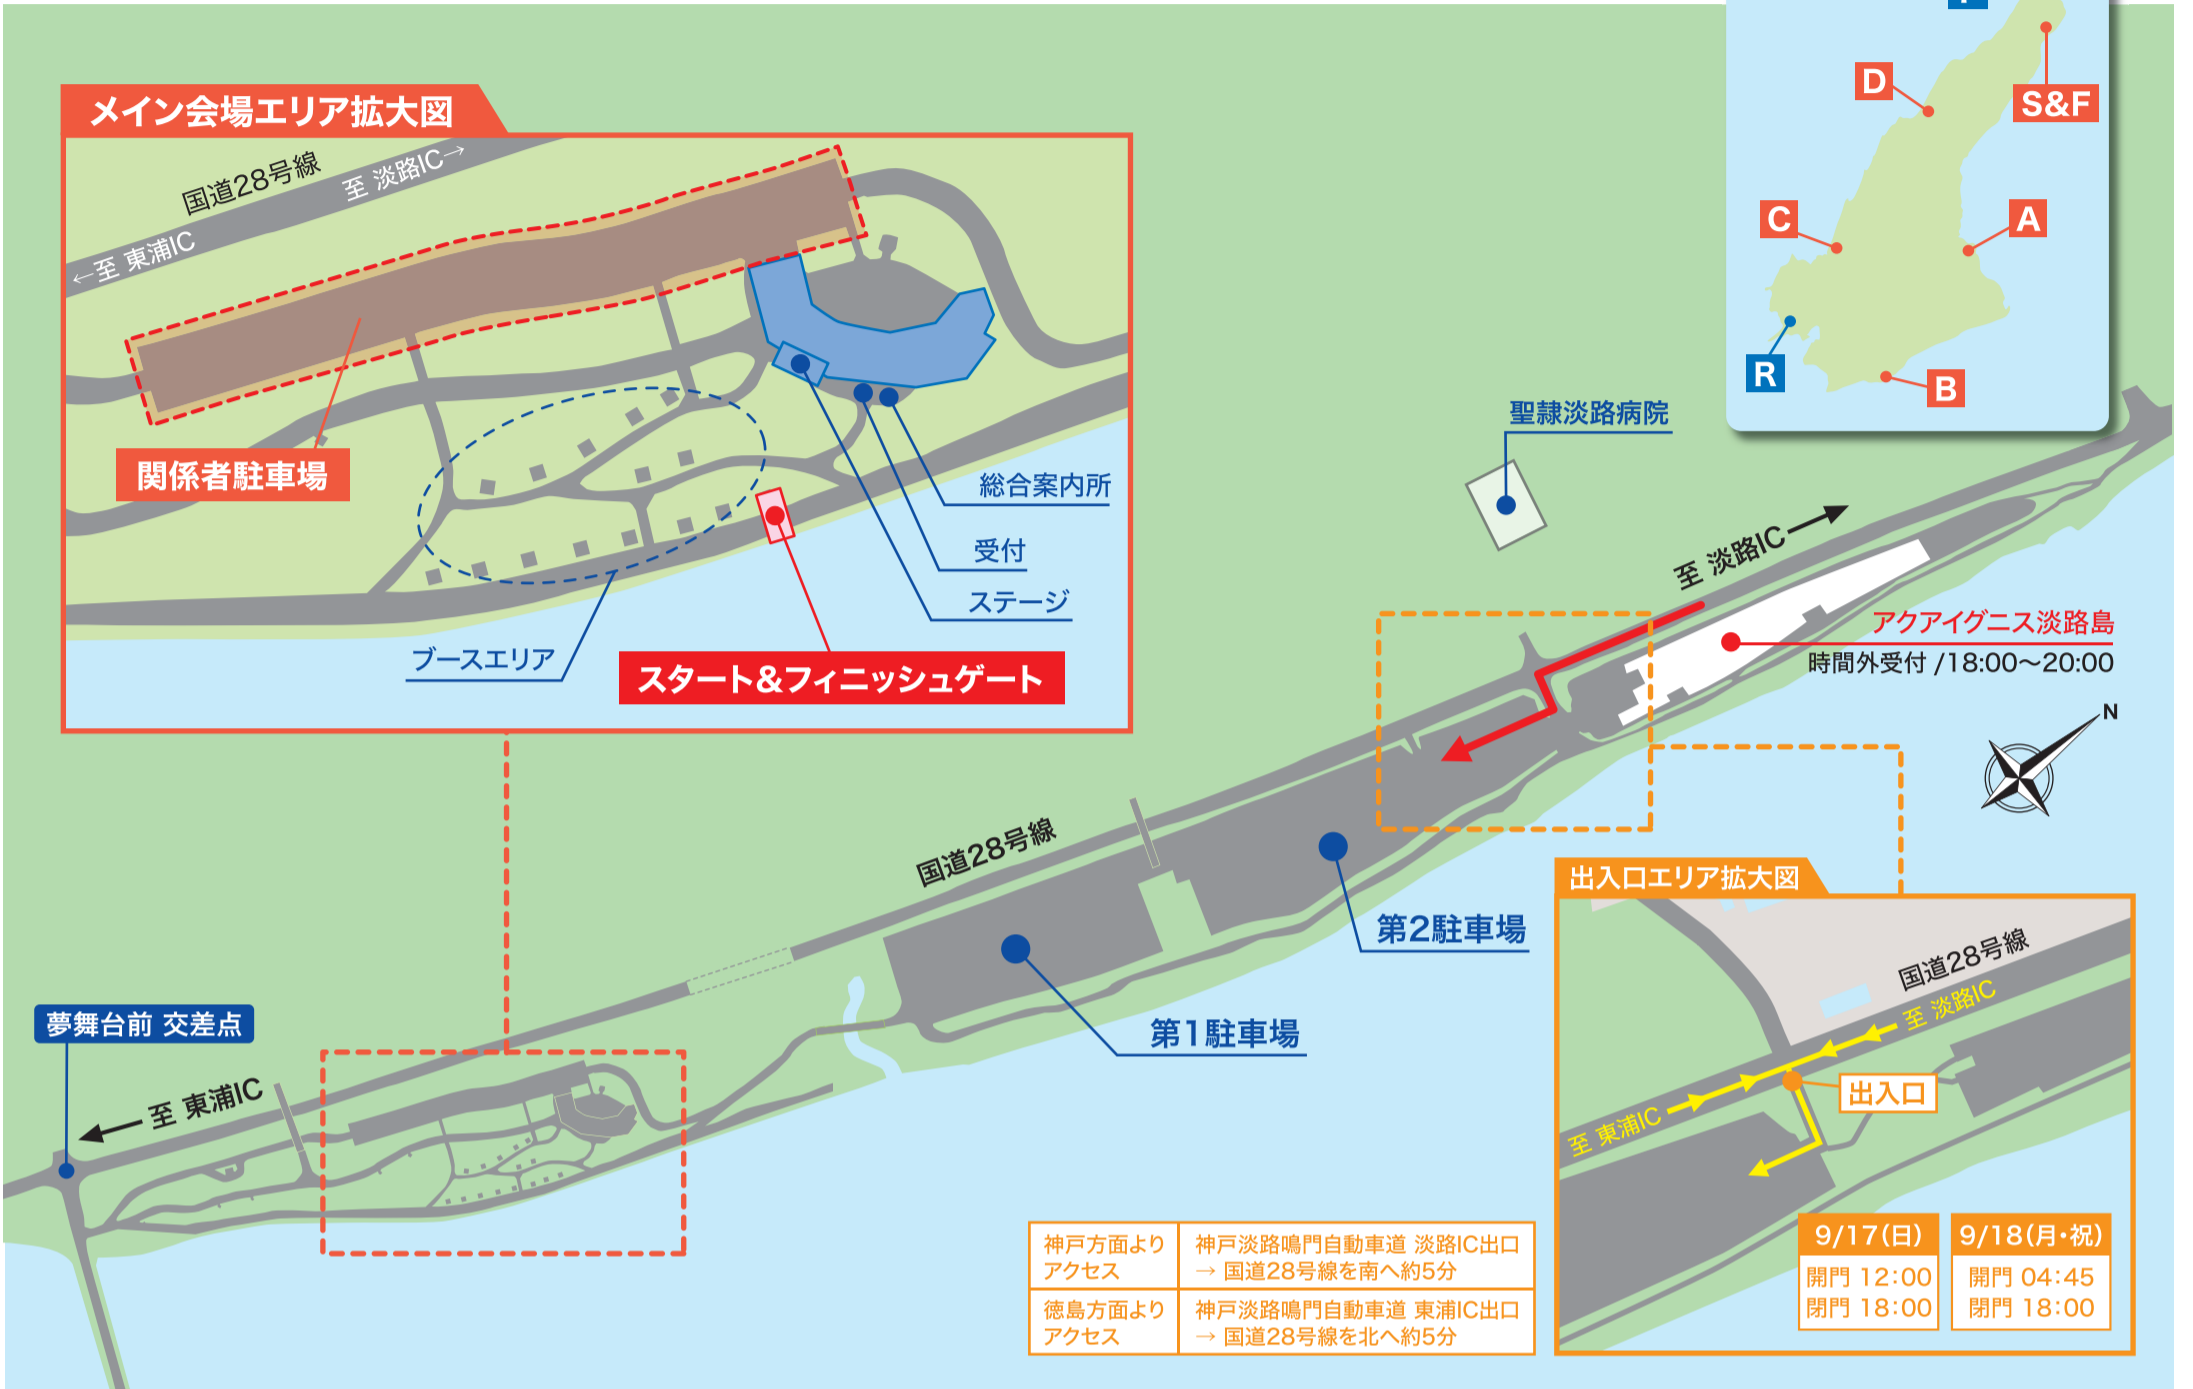 メイン会場エリア拡大図
国道28号線
至 淡路IC→
←至 東浦IC
関係者駐車場
総合案内所
受付
ステージ
ブースエリア
スタート&フィニッシュゲート
D
S&F
C
A
R
B
聖隷淡路病院
至 淡路IC
アクアイグニス淡路島
時間外受付 /18:00〜20:00
N
国道28号線
第2駐車場
第1駐車場
夢舞台前 交差点
至 東浦IC
出入口エリア拡大図
国道28号線
至 淡路IC
出入口
至 東浦IC
9/17(日)
開門 12:00
閉門 18:00
9/18(月・祝)
開門 04:45
閉門 18:00
神戸方面より
アクセス
神戸淡路鳴門自動車道 淡路IC出口
→ 国道28号線を南へ約5分
徳島方面より
アクセス
神戸淡路鳴門自動車道 東浦IC出口
→ 国道28号線を北へ約5分